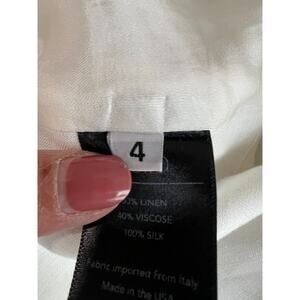 4
% LINEN
40% VISCOSE
100% SILK
Fabric imported from Italy
Made in the USA